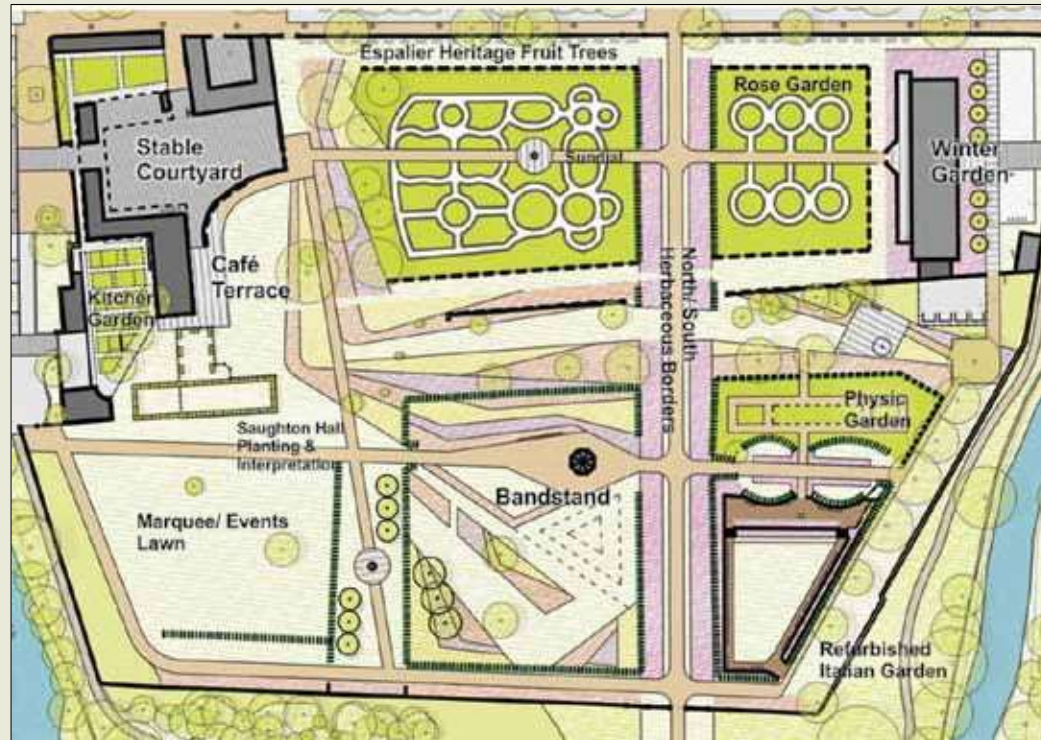 Espalier Heritage Fruit Trees
Rose Garden
Stable
Courtyard
Sundial
Winter
Garden
Café
Terrace
Kitchen
Garden
North/ South
Herbaceous Borders
Physic
Garden
Saughton Hall
Planting &
Interpretation
Bandstand
Marquee/ Events
Lawn
Refurbished
Italian Garden